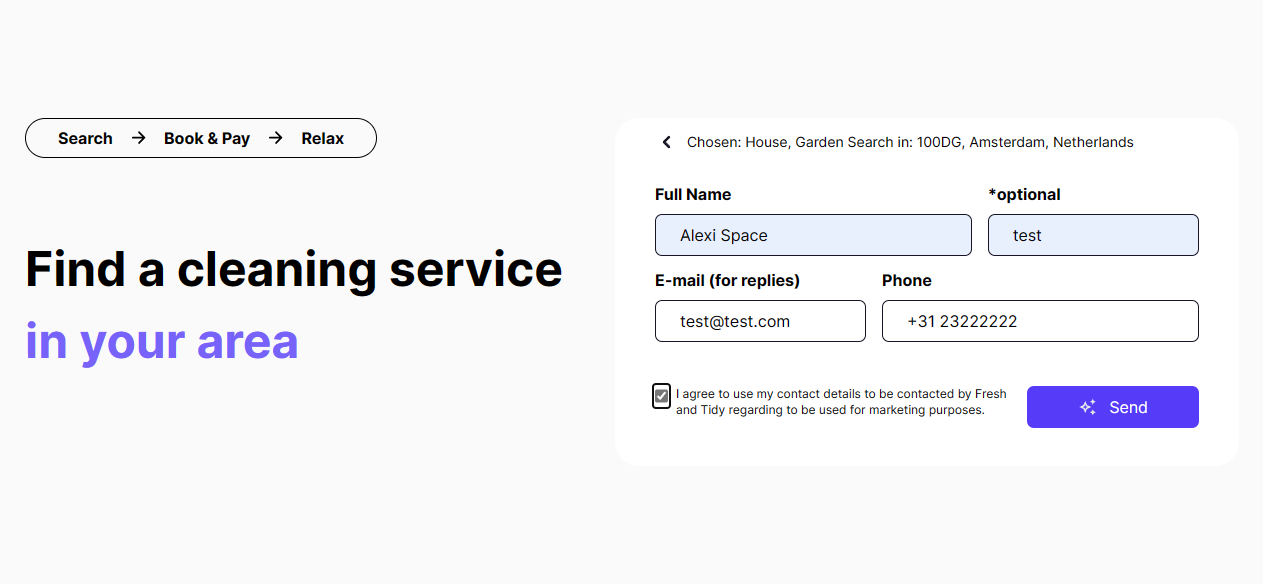 Search → Book & Pay → Relax
Find a cleaning service
in your area
Chosen: House, Garden Search in: 100DG, Amsterdam, Netherlands
Full Name *optional
Alexi Space test
E-mail (for replies) Phone
test@test.com +31 23222222
I agree to use my contact details to be contacted by Fresh
and Tidy regarding to be used for marketing purposes.
Send